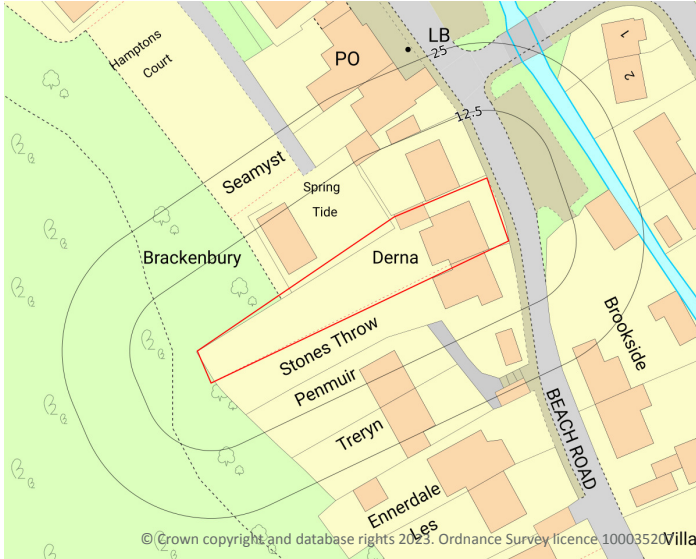 LB
25
1
2
PO
Hamptons
Court
12.5
Seamyst
Spring
Tide
Brackenbury
Derna
Stones Throw
Brookside
Penmuir
BEACH ROAD
Treryn
Ennerdale
Les
Villa
© Crown copyright and database rights 2023. Ordnance Survey licence 100035207